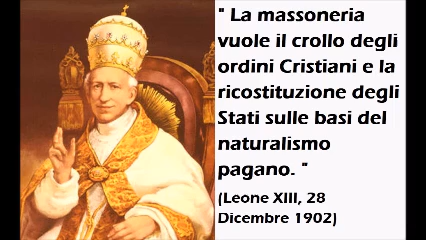 " La massoneria
vuole il crollo degli
ordini Cristiani e la
ricostituzione degli
Stati sulle basi del
naturalismo
pagano. "
(Leone XIII, 28
Dicembre 1902)